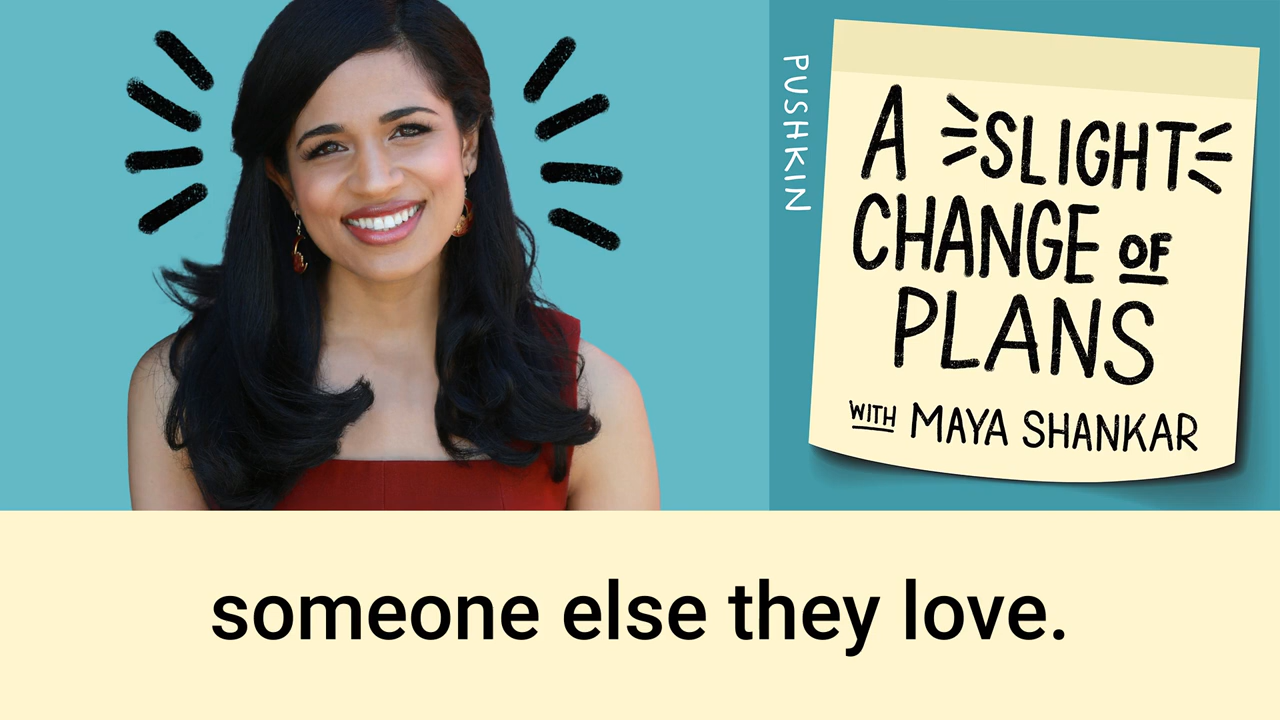 PUSHKIN
A SLIGHT
CHANGE OF
PLANS
WITH MAYA SHANKAR
someone else they love.